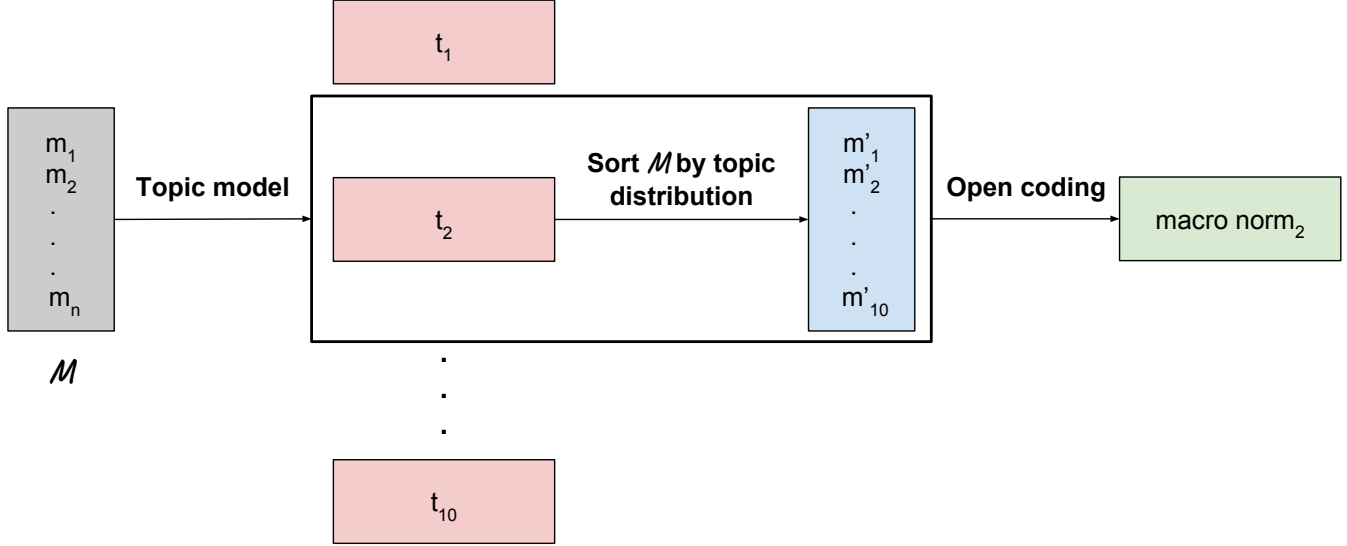 t₁
m₁
m₂
.
.
.
mₙ
ℳ
Topic model
t₂
Sort ℳ by topic
distribution
m'₁
m'₂
.
.
.
m'₁₀
Open coding
macro norm₂
.
.
.
t₁₀